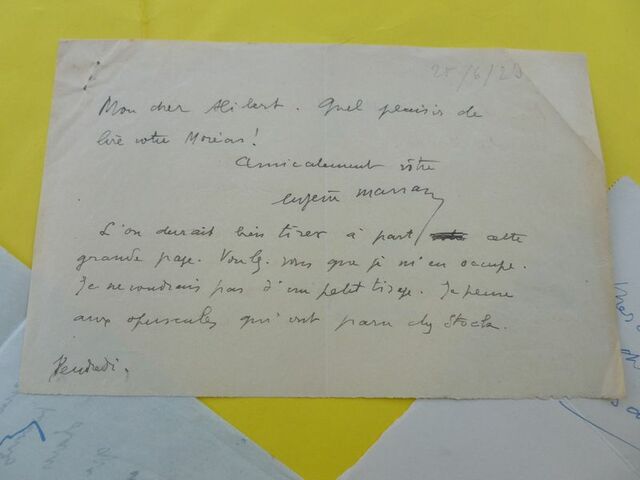 25/6/29
Mon cher Alibert. Quel plaisir de
lire votre Moréas!
Amicalement vôtre
Eugène Marsan
L'on devrait bien tirer à part cette
grande page. Voulez-vous que je m'en occupe.
Je ne voudrais pas d'un petit tirage. Je pense
aux opuscules qui ont paru chez Stock.
Vendredi.